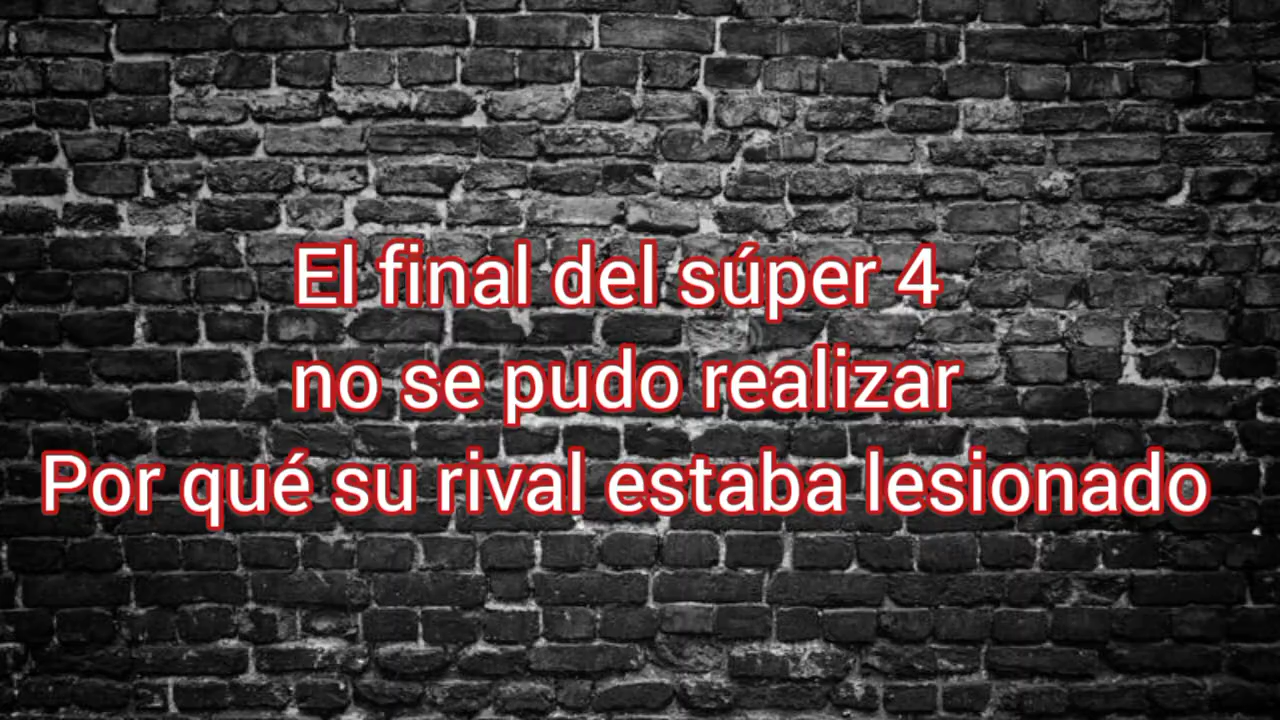 El final del súper 4
no se pudo realizar
Por qué su rival estaba lesionado